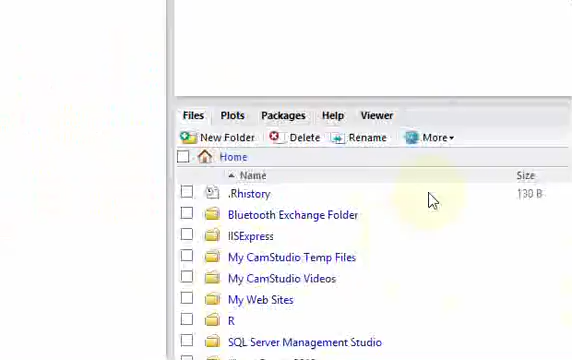 Files Plots Packages Help Viewer
New Folder Delete Rename More
Home
Name Size
.Rhistory 130 B
Bluetooth Exchange Folder
IISExpress
My CamStudio Temp Files
My CamStudio Videos
My Web Sites
R
SQL Server Management Studio